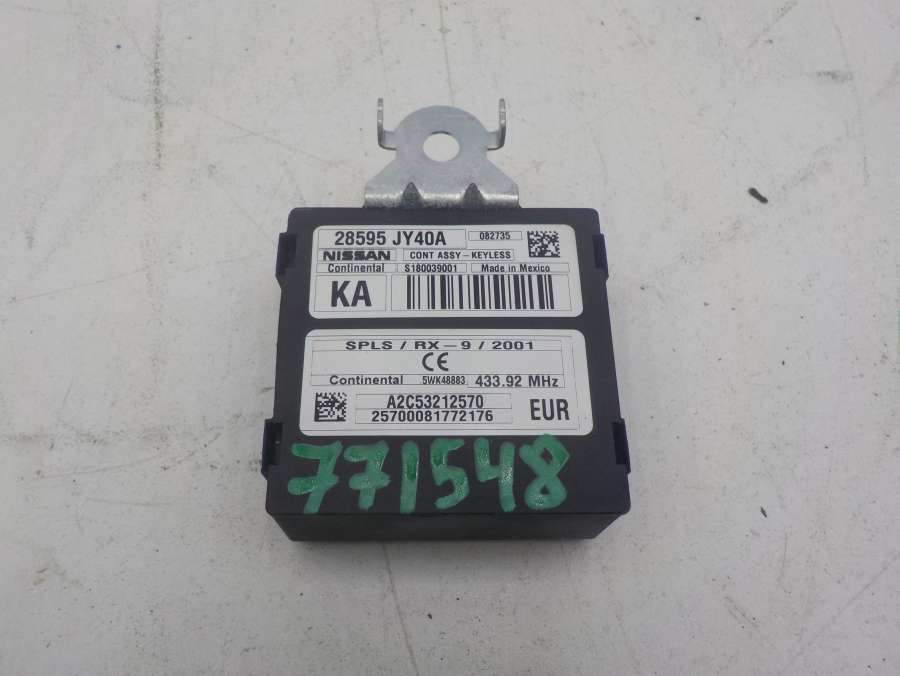 28595 JY40A 082735
NISSAN CONT ASSY-KEYLESS
Continental S180039001 Made in Mexico
KA
SPLS / RX-9 / 2001
CE
Continental 5WK48883 433.92 MHz
A2C53212570
25700081772176 EUR
771548